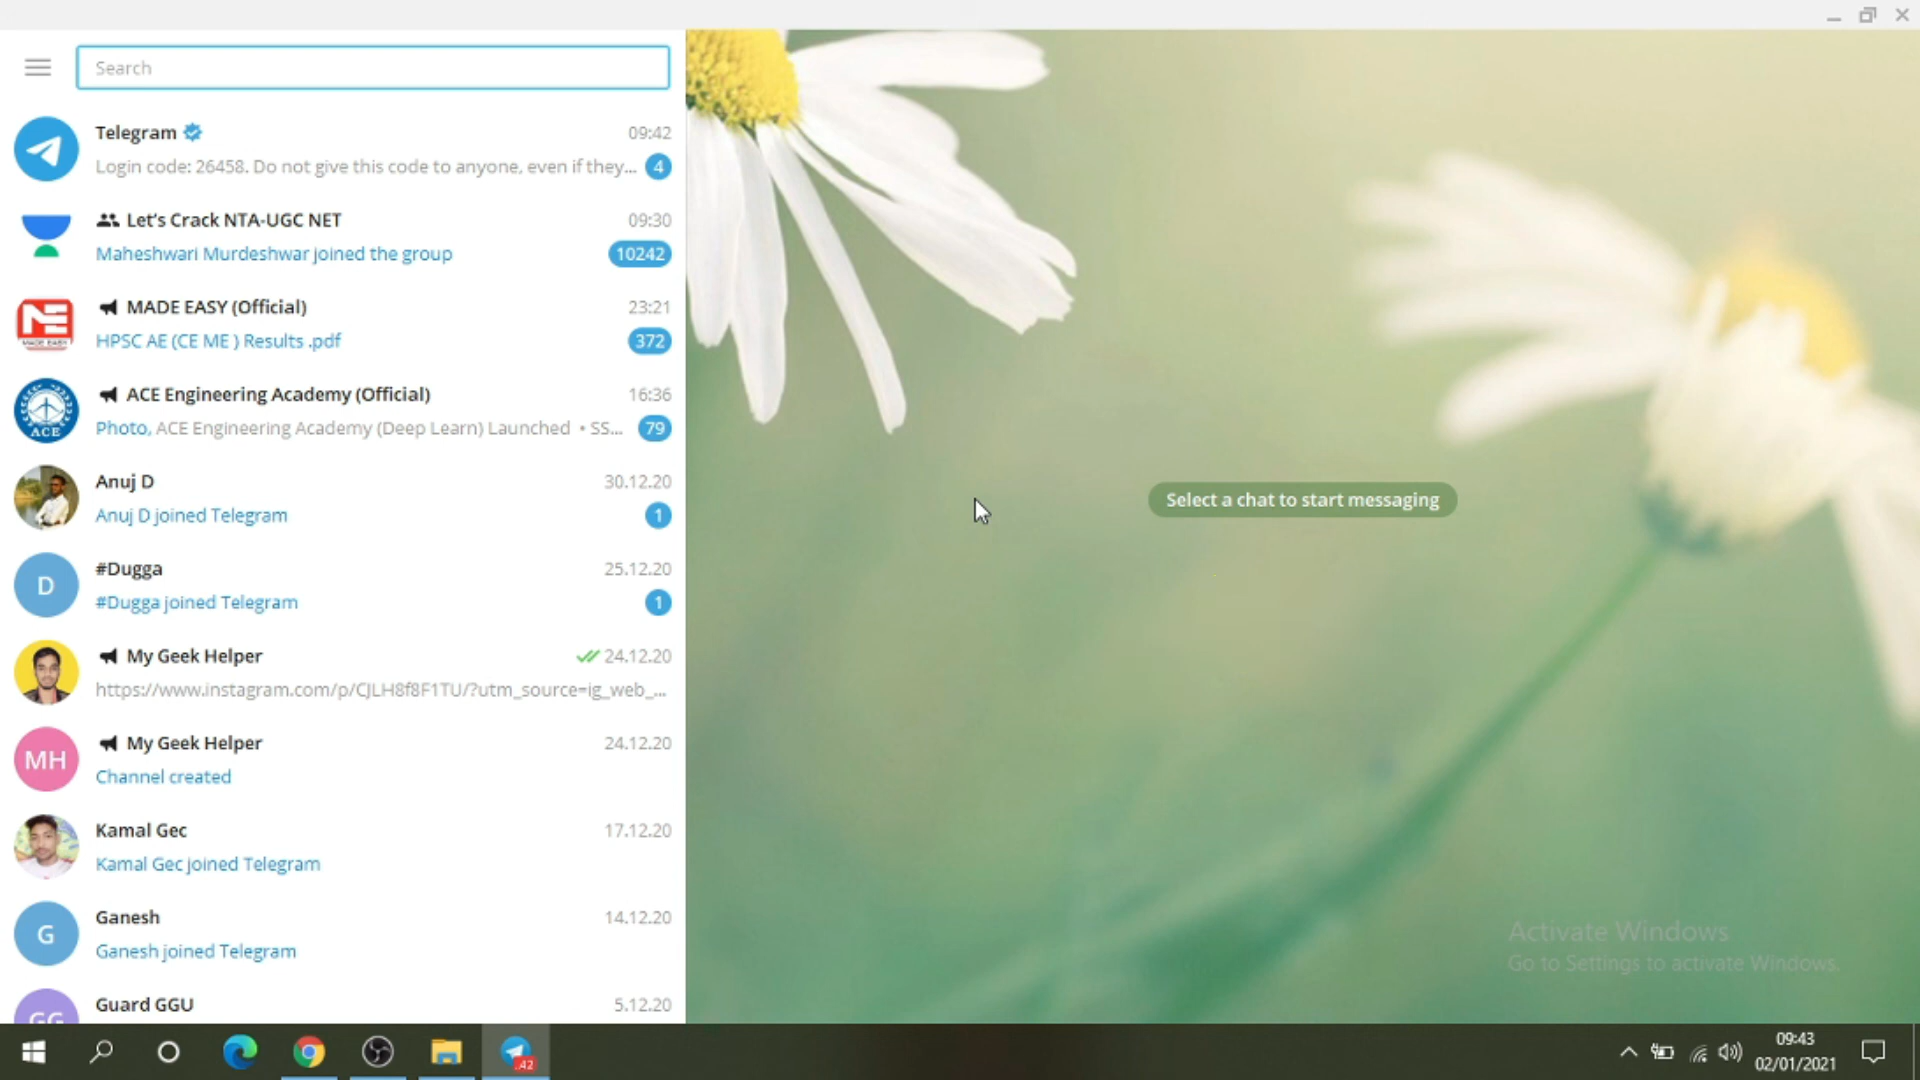 Search
Telegram 09:42
Login code: 26458. Do not give this code to anyone, even if they... 4
Let's Crack NTA-UGC NET 09:30
Maheshwari Murdeshwar joined the group 10242
MADE EASY (Official) 23:21
HPSC AE (CE ME ) Results .pdf 372
MADE EASY
ACE Engineering Academy (Official) 16:36
Photo, ACE Engineering Academy (Deep Learn) Launched • SS... 79
ACE
Anuj D 30.12.20
Anuj D joined Telegram 1
#Dugga 25.12.20
D #Dugga joined Telegram 1
My Geek Helper 24.12.20
https://www.instagram.com/p/CJLH8f8F1TU/?utm_source=ig_web_...
My Geek Helper 24.12.20
MH Channel created
Kamal Gec 17.12.20
Kamal Gec joined Telegram
Ganesh 14.12.20
G Ganesh joined Telegram
Guard GGU 5.12.20
GG
Select a chat to start messaging
Activate Windows
Go to Settings to activate Windows.
..42
09:43
02/01/2021